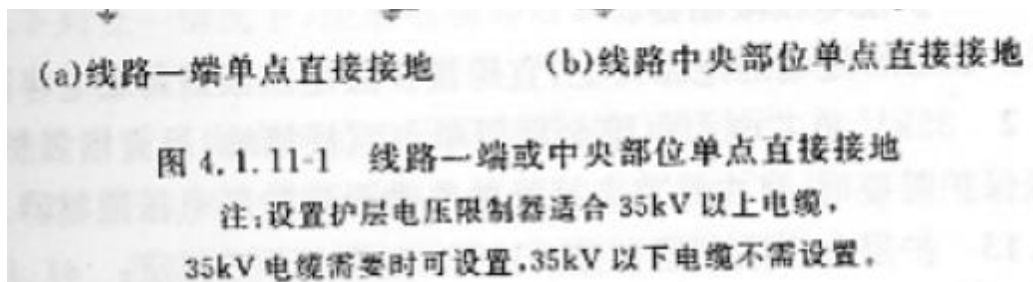 (a)线路一端单点直接接地 (b)线路中央部位单点直接接地
图 4.1.11-1 线路一端或中央部位单点直接接地
注:设置护层电压限制器适合 35kV 以上电缆,
35kV 电缆需要时可设置,35kV 以下电缆不需设置。